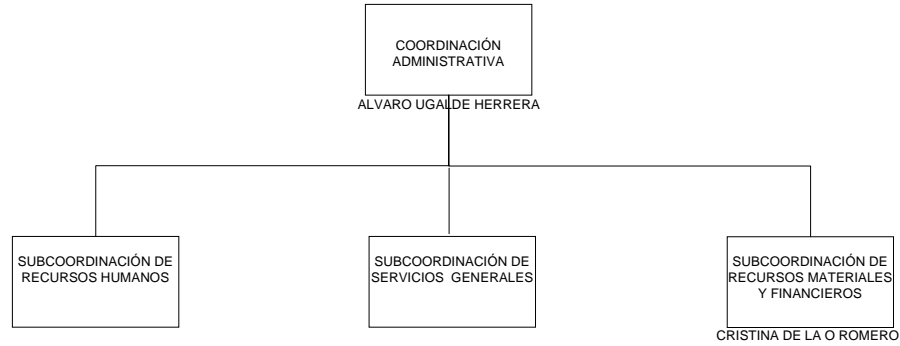 COORDINACIÓN
ADMINISTRATIVA
ALVARO UGALDE HERRERA
SUBCOORDINACIÓN DE
RECURSOS HUMANOS
SUBCOORDINACIÓN DE
SERVICIOS GENERALES
SUBCOORDINACIÓN DE
RECURSOS MATERIALES
Y FINANCIEROS
CRISTINA DE LA O ROMERO